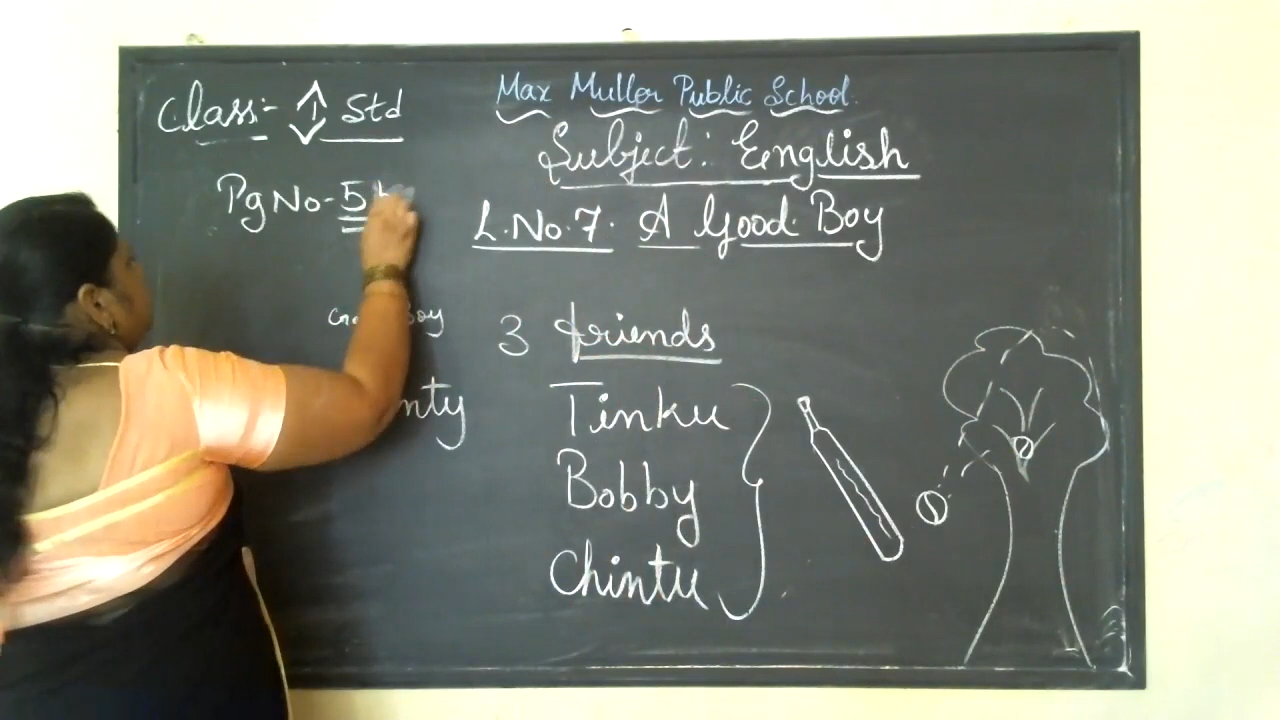 Max Muller Public School.
Class:- I Std
Subject: English
Pg No-5
L.No.7. A Good Boy
3 friends
Tinku
Bobby
Chintu